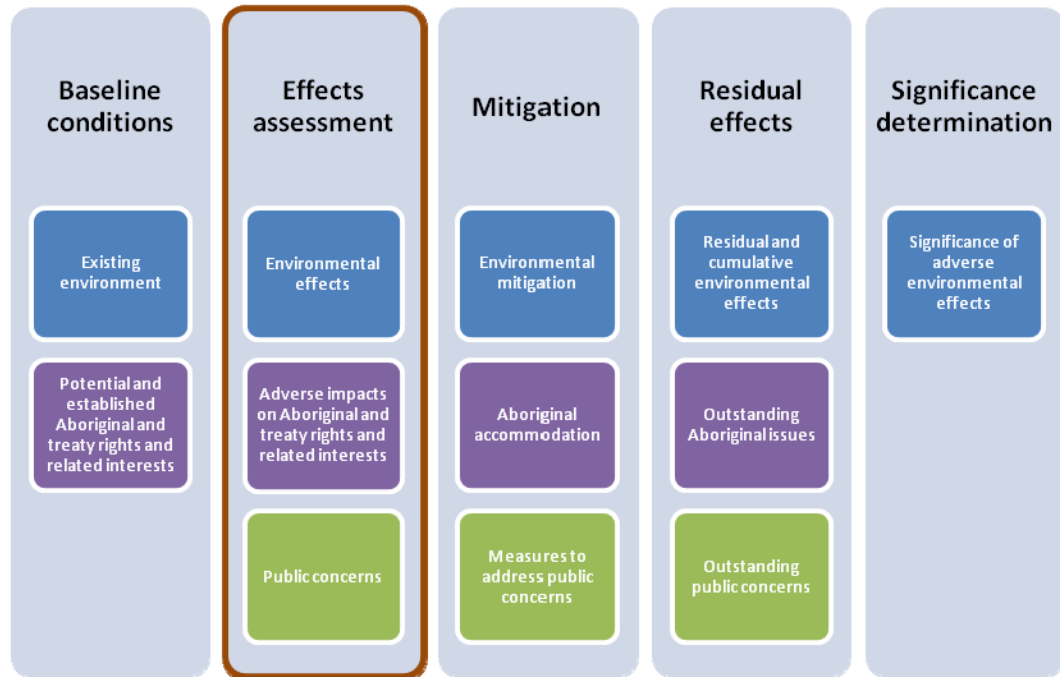 Baseline
conditions
Existing
environment
Potential and
established
Aboriginal and
treaty rights and
related interests
Effects
assessment
Environmental
effects
Adverse impacts
on Aboriginal and
treaty rights and
related interests
Public concerns
Mitigation
Environmental
mitigation
Aboriginal
accommodation
Measures to
address public
concerns
Residual
effects
Residual and
cumulative
environmental
effects
Outstanding
Aboriginal issues
Outstanding
public concerns
Significance
determination
Significance of
adverse
environmental
effects